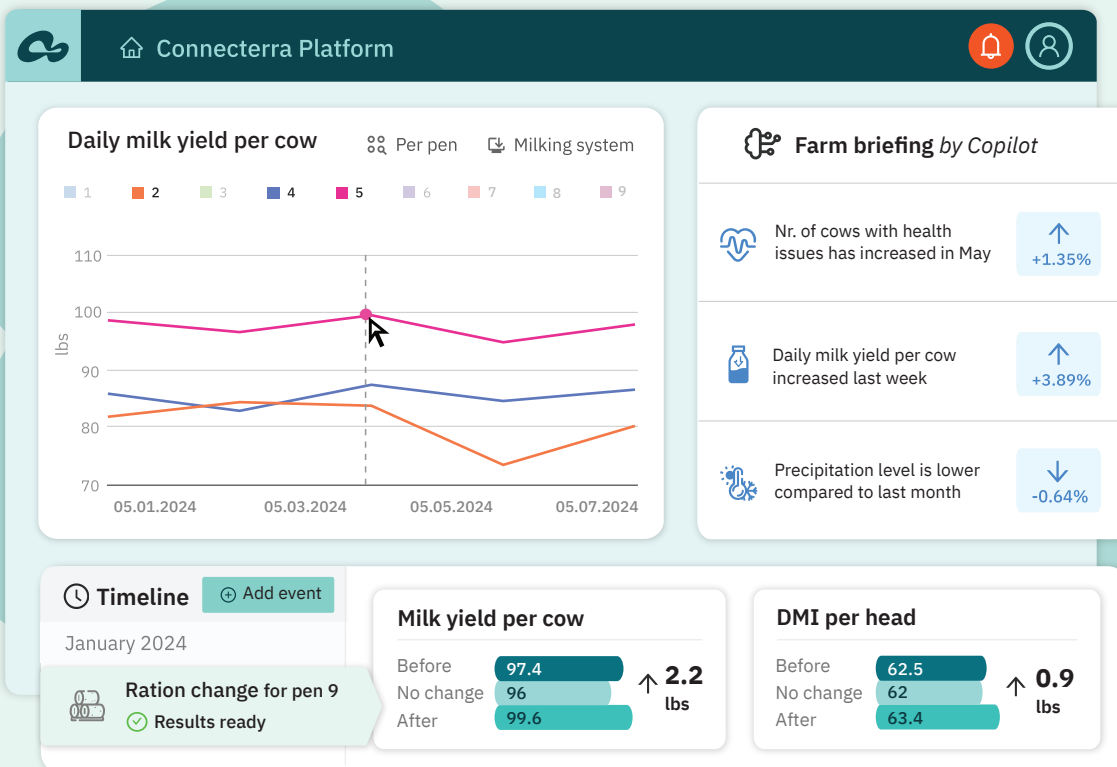 Connecterra Platform
Daily milk yield per cow
Per pen
Milking system
1 2 3 4 5 6 7 8 9
110
100
90
80
70
lbs
05.01.2024 05.03.2024 05.05.2024 05.07.2024
Farm briefing by Copilot
Nr. of cows with health
issues has increased in May
+1.35%
Daily milk yield per cow
increased last week
+3.89%
Precipitation level is lower
compared to last month
-0.64%
Timeline
Add event
January 2024
Ration change for pen 9
Results ready
Milk yield per cow
Before 97.4
No change 96
After 99.6
2.2
lbs
DMI per head
Before 62.5
No change 62
After 63.4
0.9
lbs